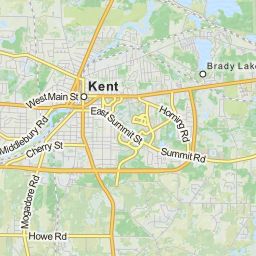 Brady Lake
Kent
West Main St
East Summit St
Horning Rd
Middlebury Rd
Cherry St
Summit Rd
Mogadore Rd
Howe Rd